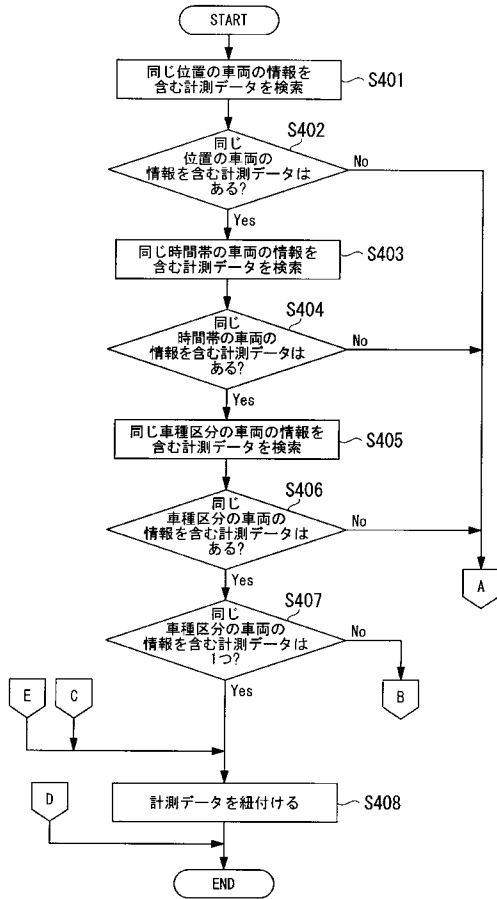 START
同じ位置の車両の情報を
含む計測データを検索
S401
S402
同じ
位置の車両の
情報を含む計測データは
ある?
No
Yes
同じ時間帯の車両の情報を
含む計測データを検索
S403
S404
同じ
時間帯の車両の
情報を含む計測データは
ある?
No
Yes
同じ車種区分の車両の情報を
含む計測データを検索
S405
S406
同じ
車種区分の車両の
情報を含む計測データは
ある?
No
Yes
A
S407
同じ
車種区分の車両の
情報を含む計測データは
1つ?
No
Yes
B
E
C
計測データを紐付ける
S408
D
END